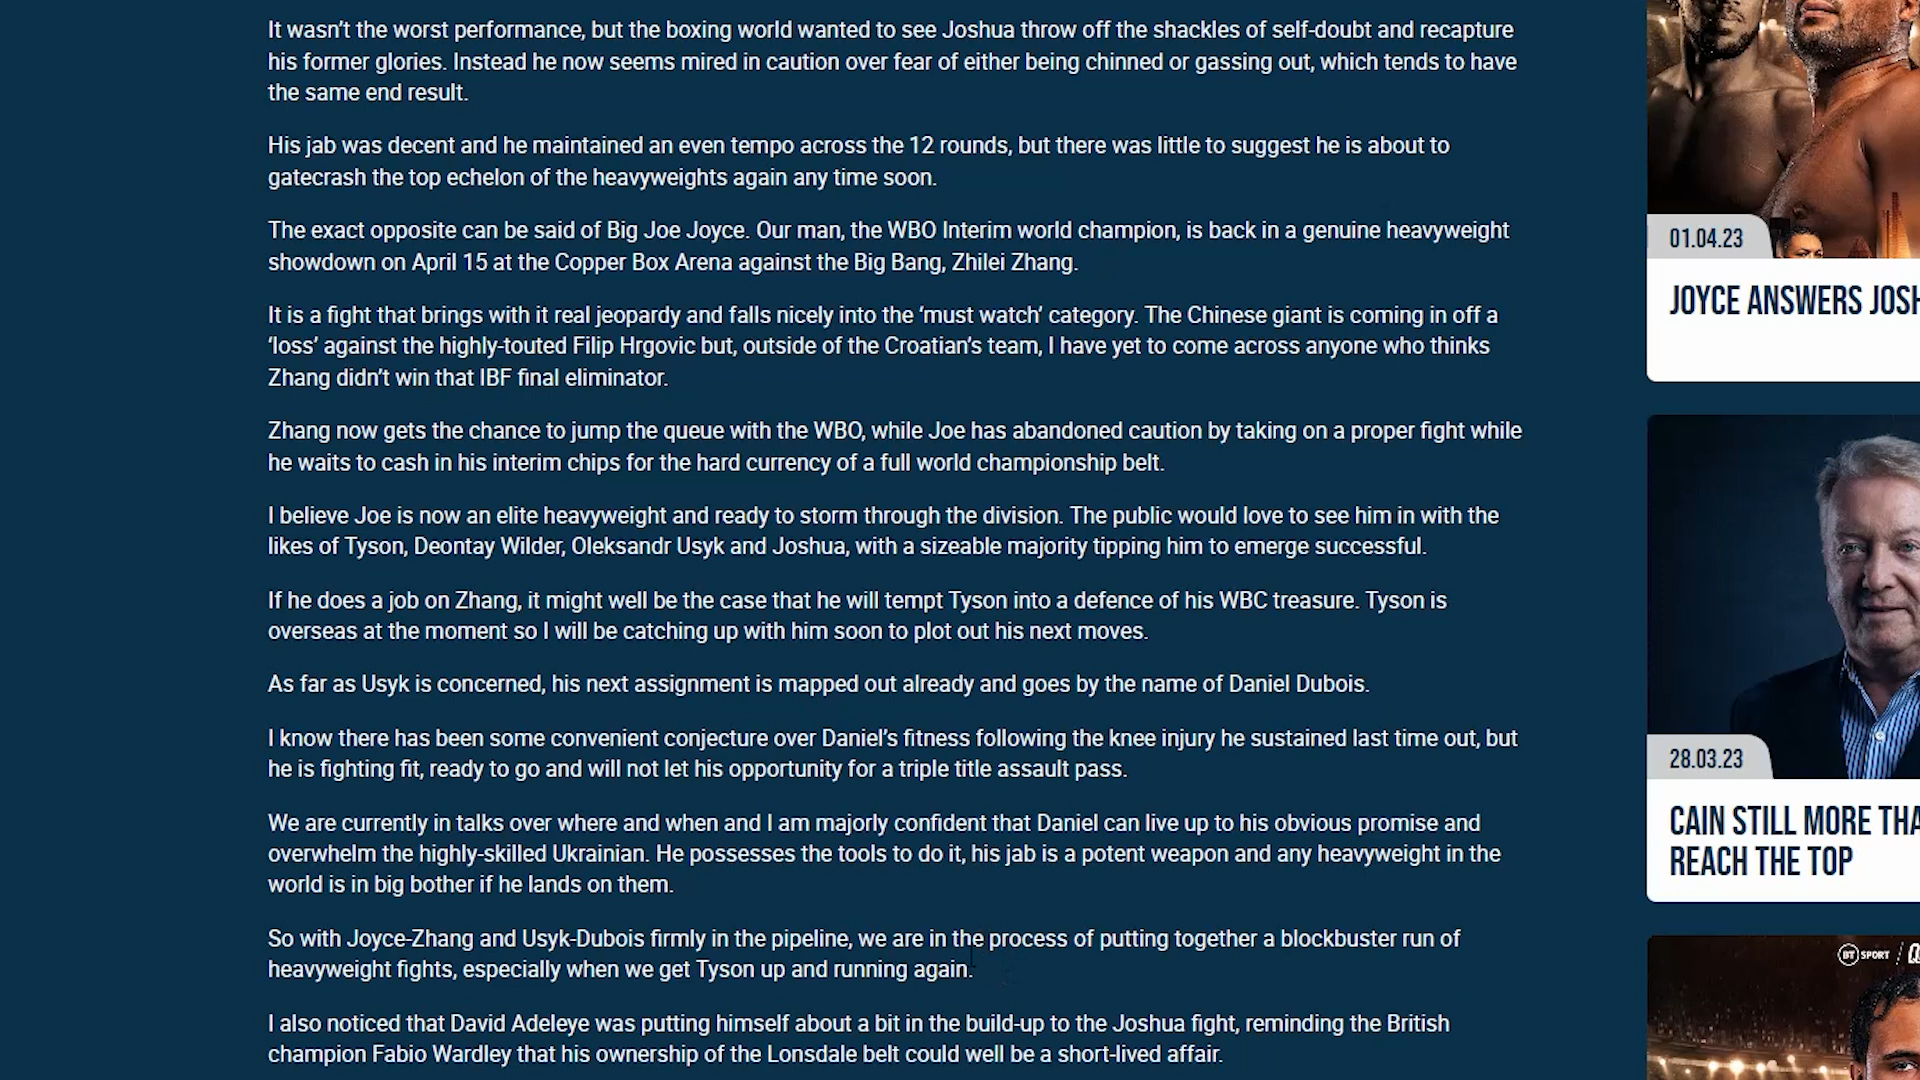 It wasn’t the worst performance, but the boxing world wanted to see Joshua throw off the shackles of self-doubt and recapture
his former glories. Instead he now seems mired in caution over fear of either being chinned or gassing out, which tends to have
the same end result.
His jab was decent and he maintained an even tempo across the 12 rounds, but there was little to suggest he is about to
gatecrash the top echelon of the heavyweights again any time soon.
The exact opposite can be said of Big Joe Joyce. Our man, the WBO Interim world champion, is back in a genuine heavyweight
showdown on April 15 at the Copper Box Arena against the Big Bang, Zhilei Zhang.
It is a fight that brings with it real jeopardy and falls nicely into the ‘must watch’ category. The Chinese giant is coming in off a
‘loss’ against the highly-touted Filip Hrgovic but, outside of the Croatian’s team, I have yet to come across anyone who thinks
Zhang didn’t win that IBF final eliminator.
Zhang now gets the chance to jump the queue with the WBO, while Joe has abandoned caution by taking on a proper fight while
he waits to cash in his interim chips for the hard currency of a full world championship belt.
I believe Joe is now an elite heavyweight and ready to storm through the division. The public would love to see him in with the
likes of Tyson, Deontay Wilder, Oleksandr Usyk and Joshua, with a sizeable majority tipping him to emerge successful.
If he does a job on Zhang, it might well be the case that he will tempt Tyson into a defence of his WBC treasure. Tyson is
overseas at the moment so I will be catching up with him soon to plot out his next moves.
As far as Usyk is concerned, his next assignment is mapped out already and goes by the name of Daniel Dubois.
I know there has been some convenient conjecture over Daniel’s fitness following the knee injury he sustained last time out, but
he is fighting fit, ready to go and will not let his opportunity for a triple title assault pass.
We are currently in talks over where and when and I am majorly confident that Daniel can live up to his obvious promise and
overwhelm the highly-skilled Ukrainian. He possesses the tools to do it, his jab is a potent weapon and any heavyweight in the
world is in big bother if he lands on them.
So with Joyce-Zhang and Usyk-Dubois firmly in the pipeline, we are in the process of putting together a blockbuster run of
heavyweight fights, especially when we get Tyson up and running again.
I also noticed that David Adeleye was putting himself about a bit in the build-up to the Joshua fight, reminding the British
champion Fabio Wardley that his ownership of the Lonsdale belt could well be a short-lived affair.
01.04.23
JOYCE ANSWERS JOSH
28.03.23
CAIN STILL MORE THA
REACH THE TOP
BT SPORT